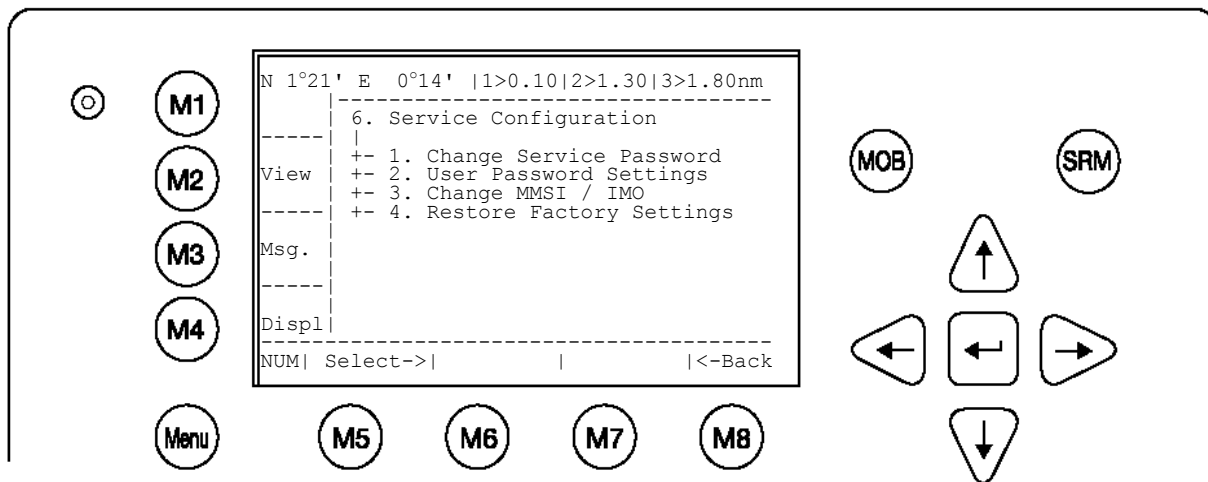 N 1°21' E 0°14' |1>0.10|2>1.30|3>1.80nm
M1
6. Service Configuration
+- 1. Change Service Password
M2
View
+- 2. User Password Settings
+- 3. Change MMSI / IMO
+- 4. Restore Factory Settings
M3
Msg.
M4
Displ
NUM| Select->| | |<-Back
MOB
SRM
Menu
M5
M6
M7
M8